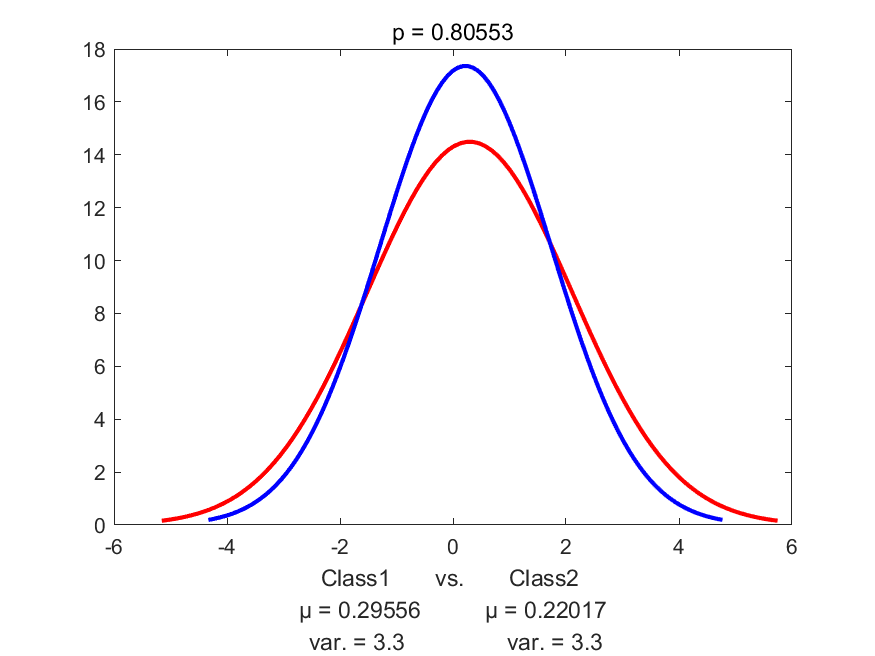 p = 0.80553
18
16
14
12
10
8
6
4
2
0
-6 -4 -2 0 2 4 6
Class1 vs. Class2
μ = 0.29556 μ = 0.22017
var. = 3.3 var. = 3.3